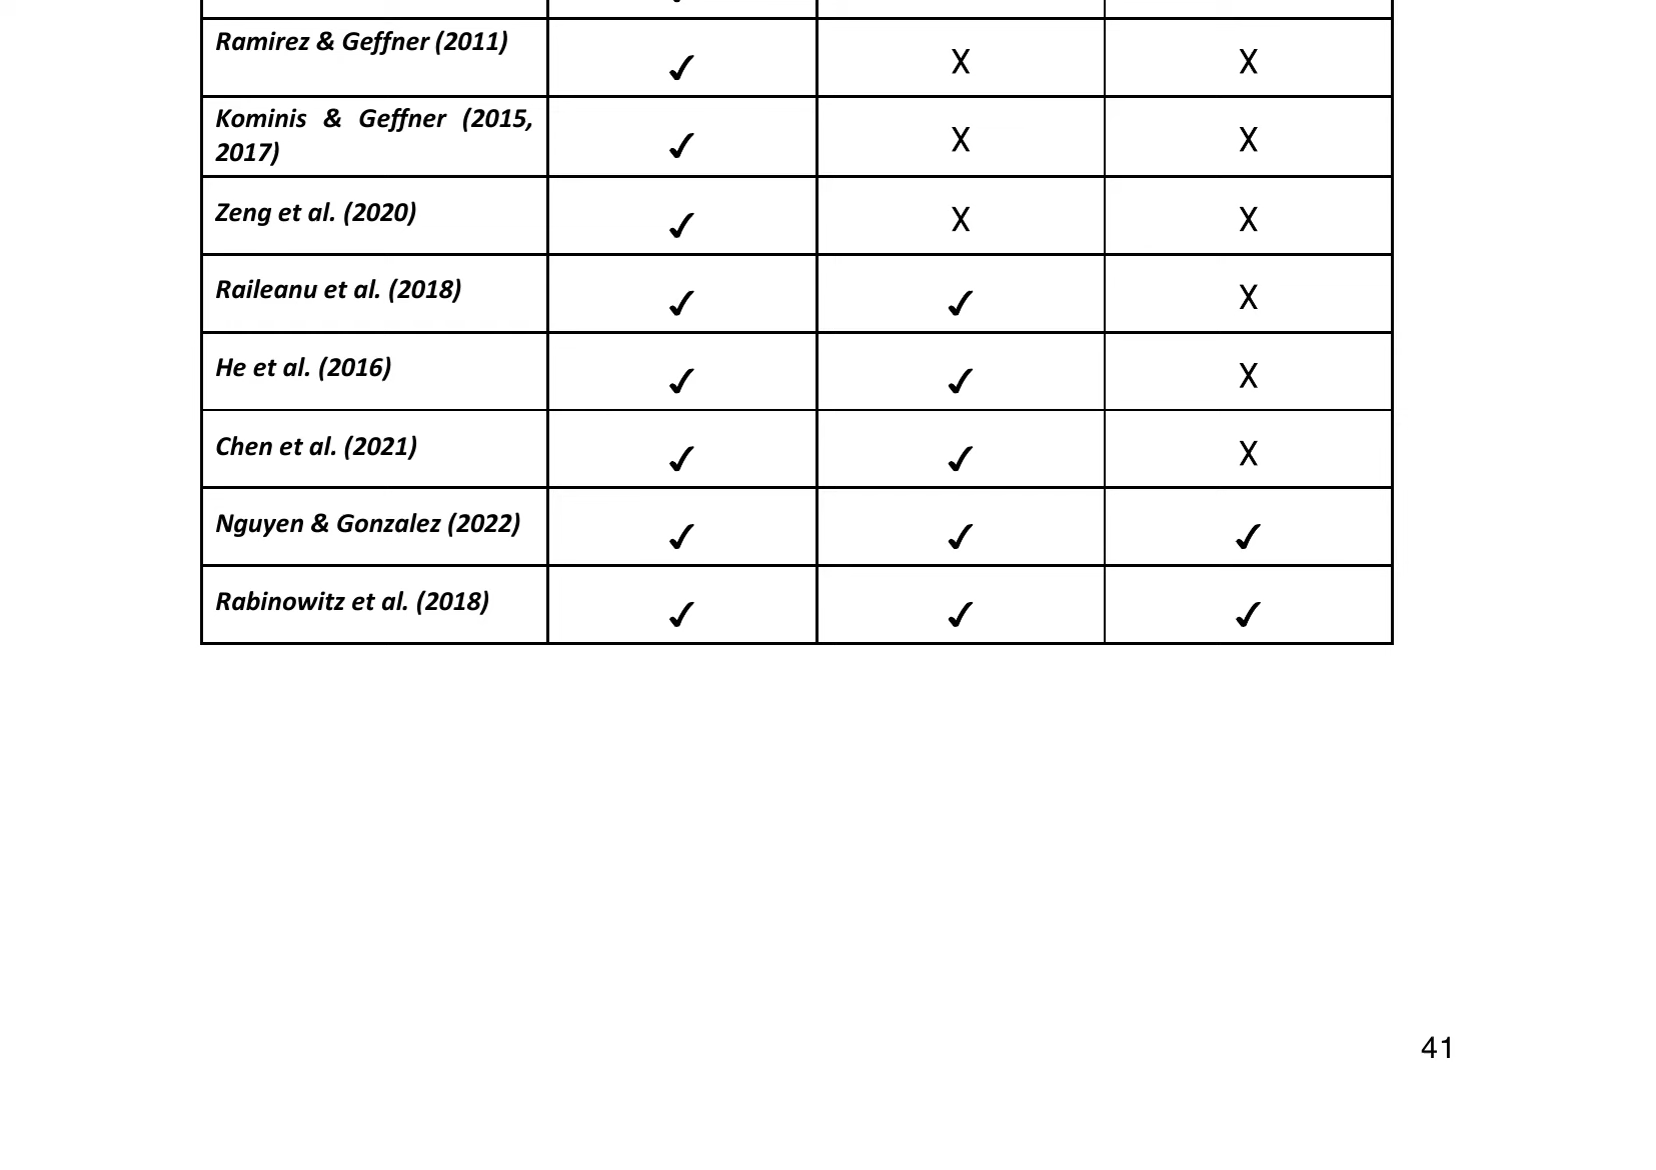 Ramirez & Geffner (2011) ✓ X X
Kominis & Geffner (2015,
2017) ✓ X X
Zeng et al. (2020) ✓ X X
Raileanu et al. (2018) ✓ ✓ X
He et al. (2016) ✓ ✓ X
Chen et al. (2021) ✓ ✓ X
Nguyen & Gonzalez (2022) ✓ ✓ ✓
Rabinowitz et al. (2018) ✓ ✓ ✓
41